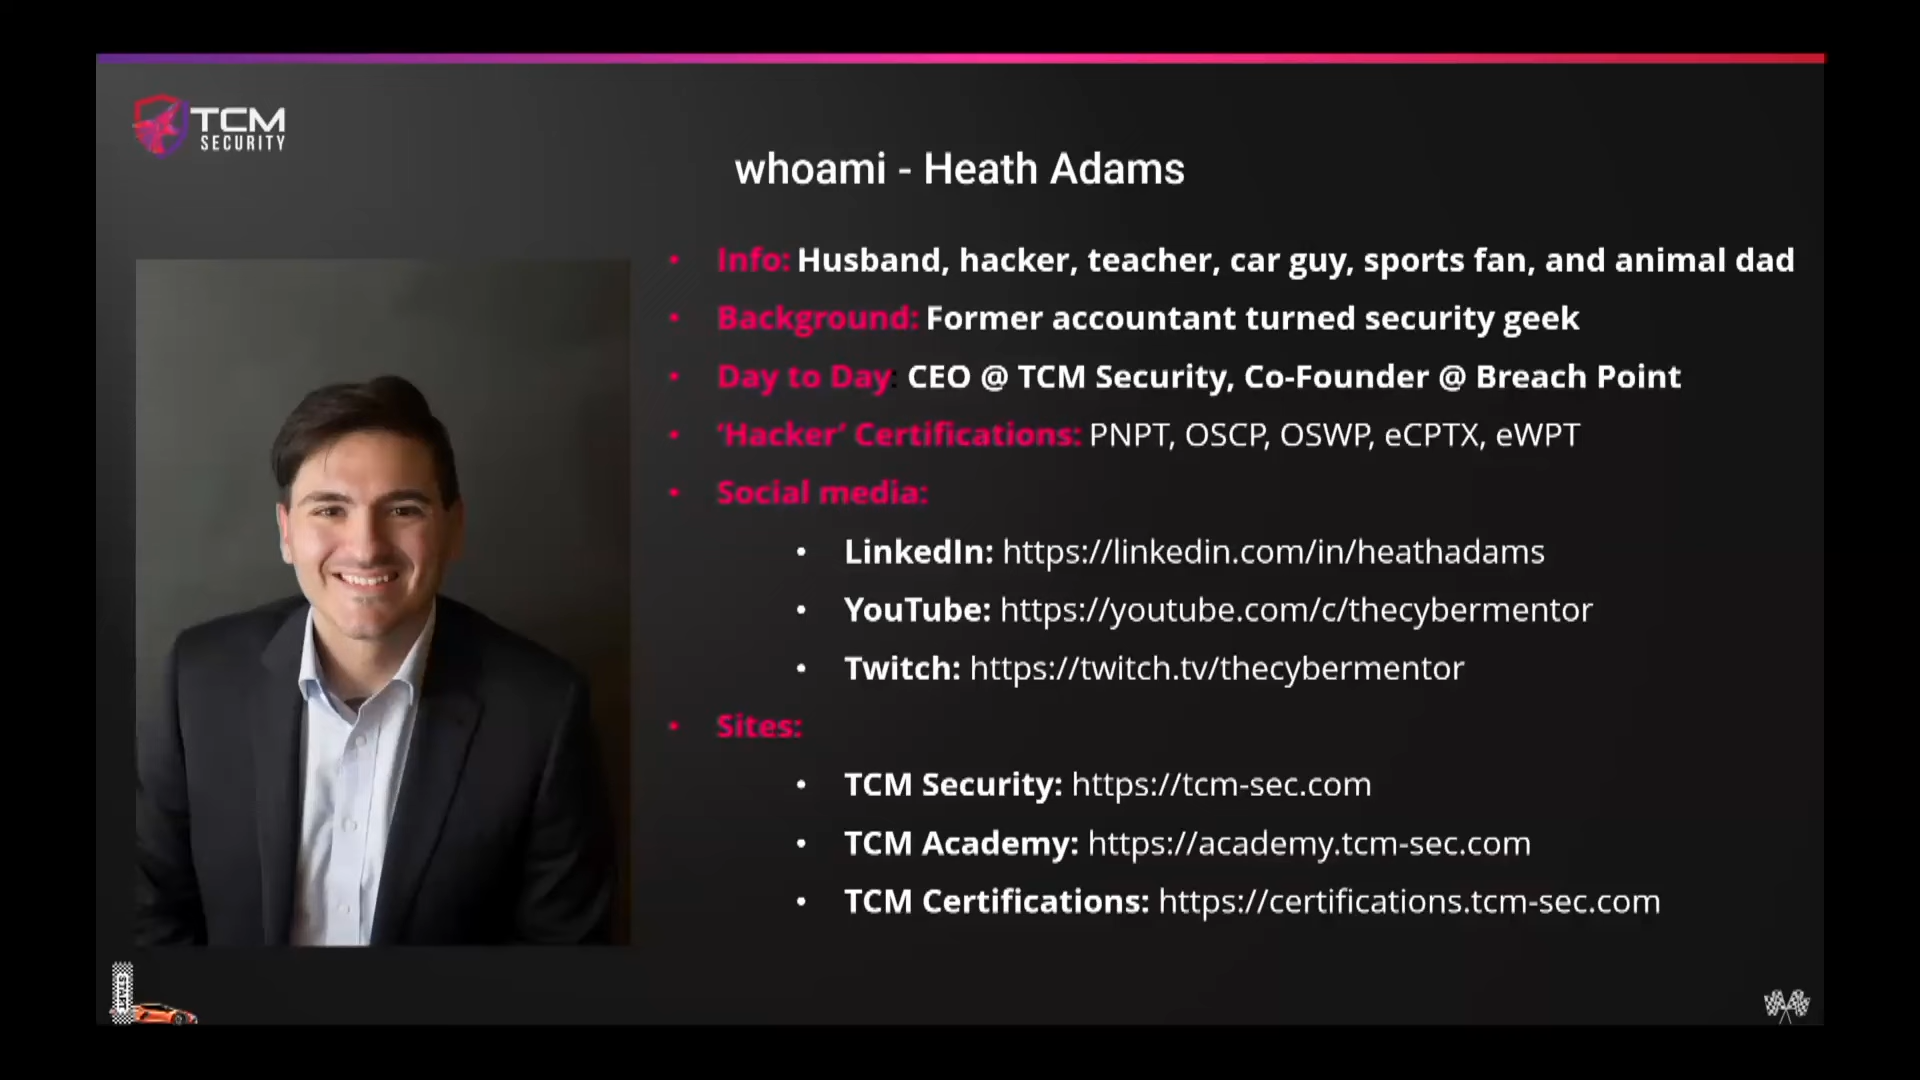 TCM
SECURITY
whoami - Heath Adams
• Info: Husband, hacker, teacher, car guy, sports fan, and animal dad
• Background: Former accountant turned security geek
• Day to Day: CEO @ TCM Security, Co-Founder @ Breach Point
• ‘Hacker’ Certifications: PNPT, OSCP, OSWP, eCPTX, eWPT
• Social media:
• LinkedIn: https://linkedin.com/in/heathadams
• YouTube: https://youtube.com/c/thecybermentor
• Twitch: https://twitch.tv/thecybermentor
• Sites:
• TCM Security: https://tcm-sec.com
• TCM Academy: https://academy.tcm-sec.com
• TCM Certifications: https://certifications.tcm-sec.com
START